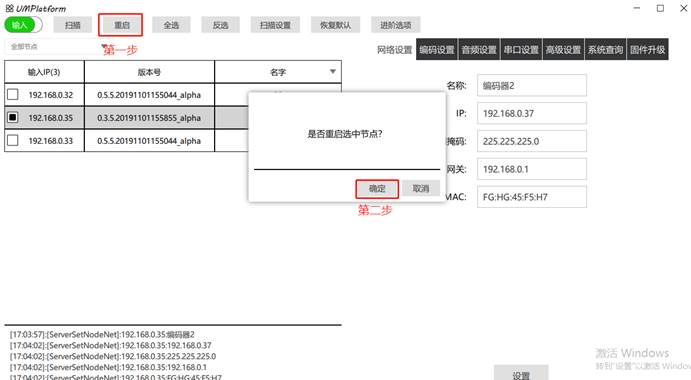 UMPlatform
输入 扫描 重启 全选 反选 扫描设置 恢复默认 进阶选项
全部节点
第一步
网络设置 编码设置 音频设置 串口设置 高级设置 系统查询 固件升级
输入IP(3) 版本号 名字
192.168.0.32 0.5.5.20191101155044_alpha
192.168.0.35 0.3.5.20191101155855_alpha
192.168.0.33 0.5.5.20191101155044_alpha
是否重启选中节点?
确定 取消
第二步
名称: 编码器2
IP: 192.168.0.37
掩码: 225.225.225.0
网关: 192.168.0.1
MAC: FG:HG:45:F5:H7
[17:03:57]:[ServerSetNodeNet]:192.168.0.35:编码器2
[17:04:02]:[ServerSetNodeNet]:192.168.0.35:192.168.0.37
[17:04:02]:[ServerSetNodeNet]:192.168.0.35:225.225.225.0
[17:04:02]:[ServerSetNodeNet]:192.168.0.35:192.168.0.1
[17:04:02]:[ServerSetNodeNet]:192.168.0.35:FG:HG:45:F5:H7
设置
激活 Windows
转到"设置"以激活 Window